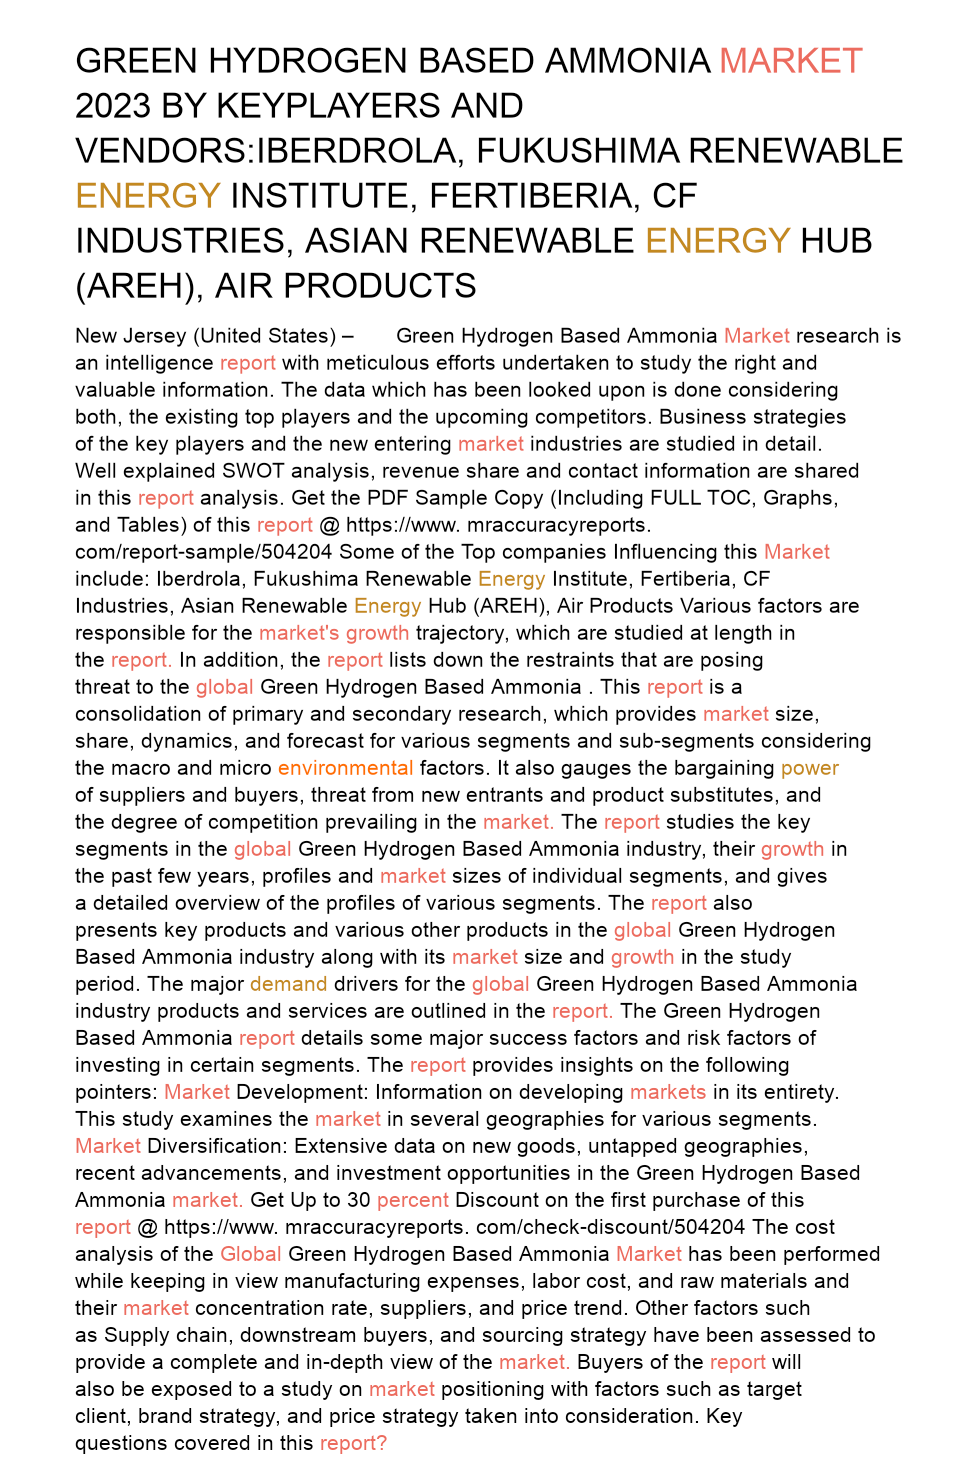 GREEN HYDROGEN BASED AMMONIA MARKET
2023 BY KEYPLAYERS AND
VENDORS:IBERDROLA, FUKUSHIMA RENEWABLE
ENERGY INSTITUTE, FERTIBERIA, CF
INDUSTRIES, ASIAN RENEWABLE ENERGY HUB
(AREH), AIR PRODUCTS
New Jersey (United States) – Green Hydrogen Based Ammonia Market research is
an intelligence report with meticulous efforts undertaken to study the right and
valuable information. The data which has been looked upon is done considering
both, the existing top players and the upcoming competitors. Business strategies
of the key players and the new entering market industries are studied in detail.
Well explained SWOT analysis, revenue share and contact information are shared
in this report analysis. Get the PDF Sample Copy (Including FULL TOC, Graphs,
and Tables) of this report @ https://www. mraccuracyreports.
com/report-sample/504204 Some of the Top companies Influencing this Market
include: Iberdrola, Fukushima Renewable Energy Institute, Fertiberia, CF
Industries, Asian Renewable Energy Hub (AREH), Air Products Various factors are
responsible for the market's growth trajectory, which are studied at length in
the report. In addition, the report lists down the restraints that are posing
threat to the global Green Hydrogen Based Ammonia . This report is a
consolidation of primary and secondary research, which provides market size,
share, dynamics, and forecast for various segments and sub-segments considering
the macro and micro environmental factors. It also gauges the bargaining power
of suppliers and buyers, threat from new entrants and product substitutes, and
the degree of competition prevailing in the market. The report studies the key
segments in the global Green Hydrogen Based Ammonia industry, their growth in
the past few years, profiles and market sizes of individual segments, and gives
a detailed overview of the profiles of various segments. The report also
presents key products and various other products in the global Green Hydrogen
Based Ammonia industry along with its market size and growth in the study
period. The major demand drivers for the global Green Hydrogen Based Ammonia
industry products and services are outlined in the report. The Green Hydrogen
Based Ammonia report details some major success factors and risk factors of
investing in certain segments. The report provides insights on the following
pointers: Market Development: Information on developing markets in its entirety.
This study examines the market in several geographies for various segments.
Market Diversification: Extensive data on new goods, untapped geographies,
recent advancements, and investment opportunities in the Green Hydrogen Based
Ammonia market. Get Up to 30 percent Discount on the first purchase of this
report @ https://www. mraccuracyreports. com/check-discount/504204 The cost
analysis of the Global Green Hydrogen Based Ammonia Market has been performed
while keeping in view manufacturing expenses, labor cost, and raw materials and
their market concentration rate, suppliers, and price trend. Other factors such
as Supply chain, downstream buyers, and sourcing strategy have been assessed to
provide a complete and in-depth view of the market. Buyers of the report will
also be exposed to a study on market positioning with factors such as target
client, brand strategy, and price strategy taken into consideration. Key
questions covered in this report?